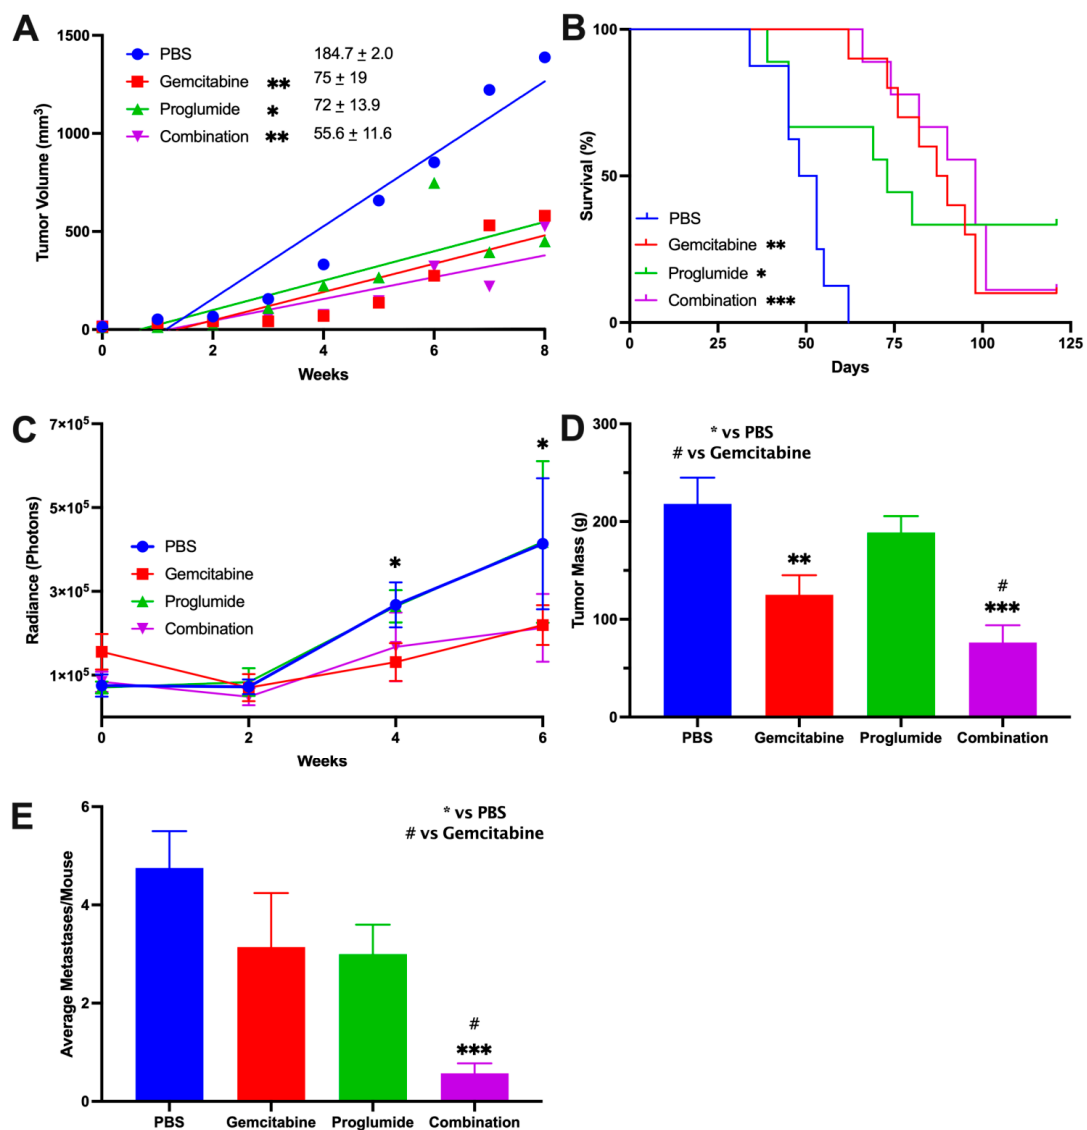 A
1500
1000
500
0
Tumor Volume (mm³)
PBS 184.7 ± 2.0
Gemcitabine ** 75 ± 19
Proglumide * 72 ± 13.9
Combination ** 55.6 ± 11.6
0 2 4 6 8
Weeks
B
100
50
0
Survival (%)
PBS
Gemcitabine **
Proglumide *
Combination ***
0 25 50 75 100 125
Days
C
7×10⁵
5×10⁵
3×10⁵
1×10⁵
Radiance (Photons)
PBS
Gemcitabine
Proglumide
Combination
*
*
0 2 4 6
Weeks
D
300
200
100
0
Tumor Mass (g)
* vs PBS
# vs Gemcitabine
**
#
***
PBS Gemcitabine Proglumide Combination
E
6
4
2
0
Average Metastases/Mouse
* vs PBS
# vs Gemcitabine
#
***
PBS Gemcitabine Proglumide Combination